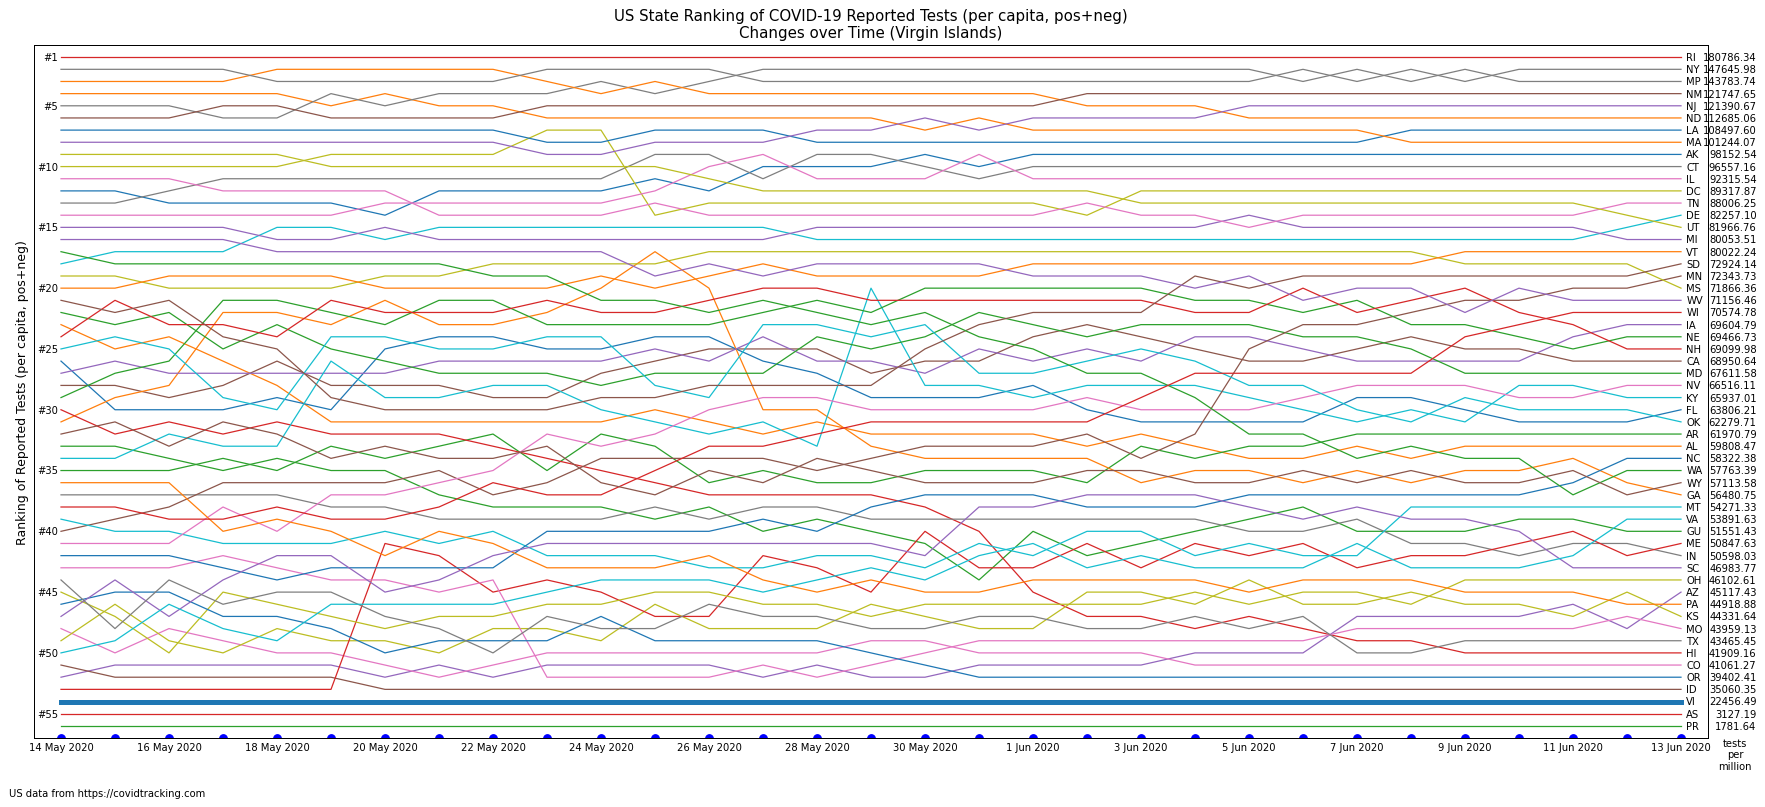 US State Ranking of COVID-19 Reported Tests (per capita, pos+neg)
Changes over Time (Virgin Islands)
Ranking of Reported Tests (per capita, pos+neg)
#1
#5
#10
#15
#20
#25
#30
#35
#40
#45
#50
#55
RI 180786.34
NY 147645.98
MP 143783.74
NM 121747.65
NJ 121390.67
ND 112685.06
LA 108497.60
MA 101244.07
AK 98152.54
CT 96557.16
IL 92315.54
DC 89317.87
TN 88006.25
DE 82257.10
UT 81966.76
MI 80053.51
VT 80022.24
SD 72924.14
MN 72343.73
MS 71866.36
WV 71156.46
WI 70574.78
IA 69604.79
NE 69466.73
NH 69099.98
CA 68950.64
MD 67611.58
NV 66516.11
KY 65937.01
FL 63806.21
OK 62279.71
AR 61970.79
AL 59808.47
NC 58322.38
WA 57763.39
WY 57113.58
GA 56480.75
MT 54271.33
VA 53891.63
GU 51551.43
ME 50847.63
IN 50598.03
SC 46983.77
OH 46102.61
AZ 45117.43
PA 44918.88
KS 44331.64
MO 43959.13
TX 43465.45
HI 41909.16
CO 41061.27
OR 39402.41
ID 35060.35
VI 22456.49
AS 3127.19
PR 1781.64
14 May 2020 16 May 2020 18 May 2020 20 May 2020 22 May 2020 24 May 2020 26 May 2020 28 May 2020 30 May 2020 1 Jun 2020 3 Jun 2020 5 Jun 2020 7 Jun 2020 9 Jun 2020 11 Jun 2020 13 Jun 2020
tests
per
million
US data from https://covidtracking.com